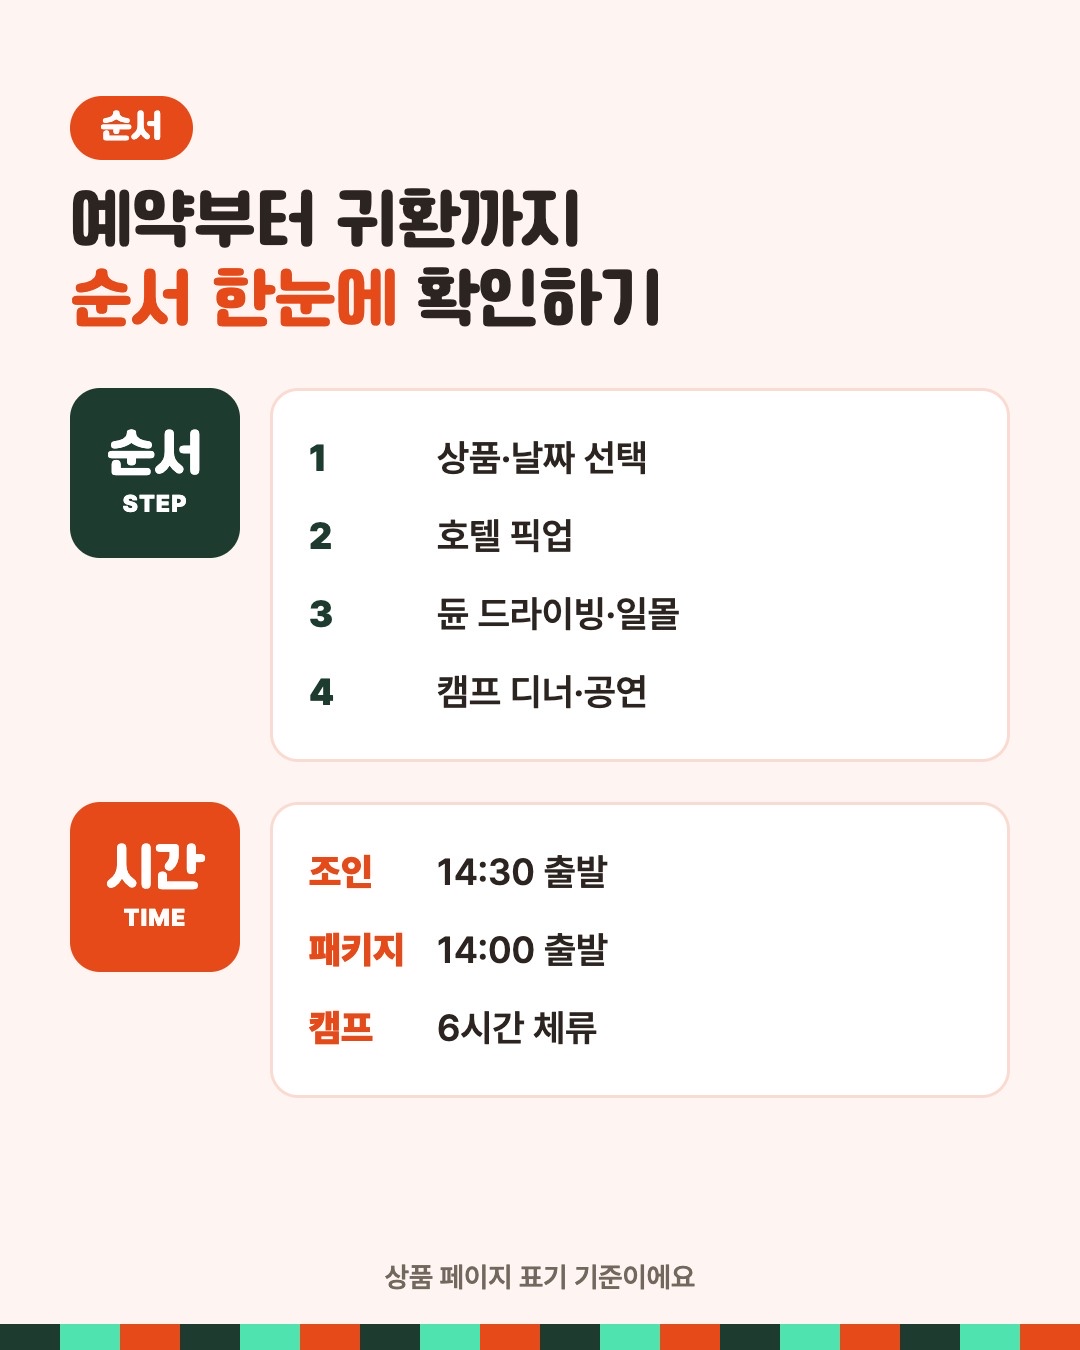 순서
예약부터 귀환까지
순서 한눈에 확인하기
순서
STEP
1 상품·날짜 선택
2 호텔 픽업
3 듄 드라이빙·일몰
4 캠프 디너·공연
시간
TIME
조인 14:30 출발
패키지 14:00 출발
캠프 6시간 체류
상품 페이지 표기 기준이에요